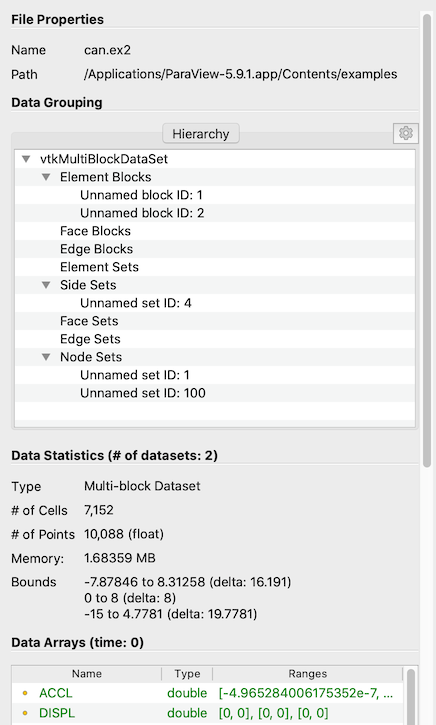 File Properties
Name can.ex2
Path /Applications/ParaView-5.9.1.app/Contents/examples
Data Grouping
Hierarchy
vtkMultiBlockDataSet
Element Blocks
Unnamed block ID: 1
Unnamed block ID: 2
Face Blocks
Edge Blocks
Element Sets
Side Sets
Unnamed set ID: 4
Face Sets
Edge Sets
Node Sets
Unnamed set ID: 1
Unnamed set ID: 100
Data Statistics (# of datasets: 2)
Type Multi-block Dataset
# of Cells 7,152
# of Points 10,088 (float)
Memory: 1.68359 MB
Bounds -7.87846 to 8.31258 (delta: 16.191)
0 to 8 (delta: 8)
-15 to 4.7781 (delta: 19.7781)
Data Arrays (time: 0)
Name Type Ranges
ACCL double [-4.965284006175352e-7, ...
DISPL double [0, 0], [0, 0], [0, 0]